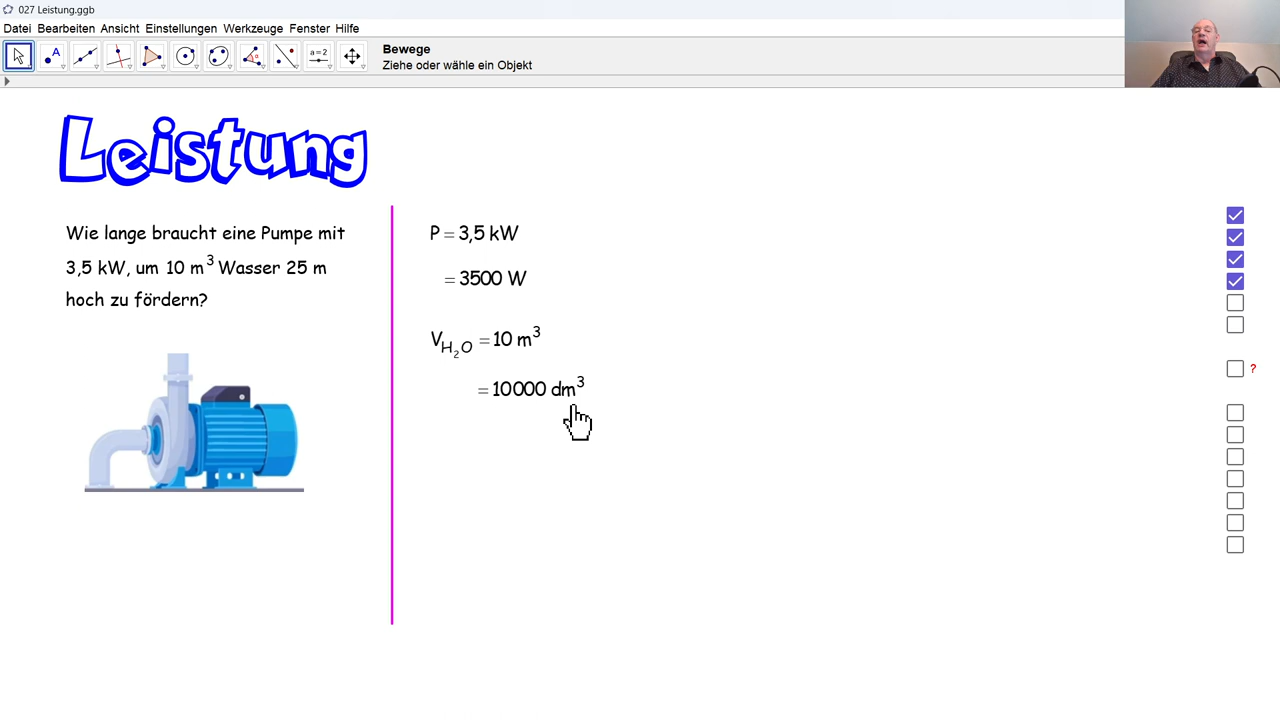 027 Leistung.ggb
Datei Bearbeiten Ansicht Einstellungen Werkzeuge Fenster Hilfe
A
a=2
Bewege
Ziehe oder wähle ein Objekt
Leistung
Wie lange braucht eine Pumpe mit
3,5 kW, um 10 m³ Wasser 25 m
hoch zu fördern?
P = 3,5 kW
= 3500 W
V_H₂O = 10 m³
= 10000 dm³
?